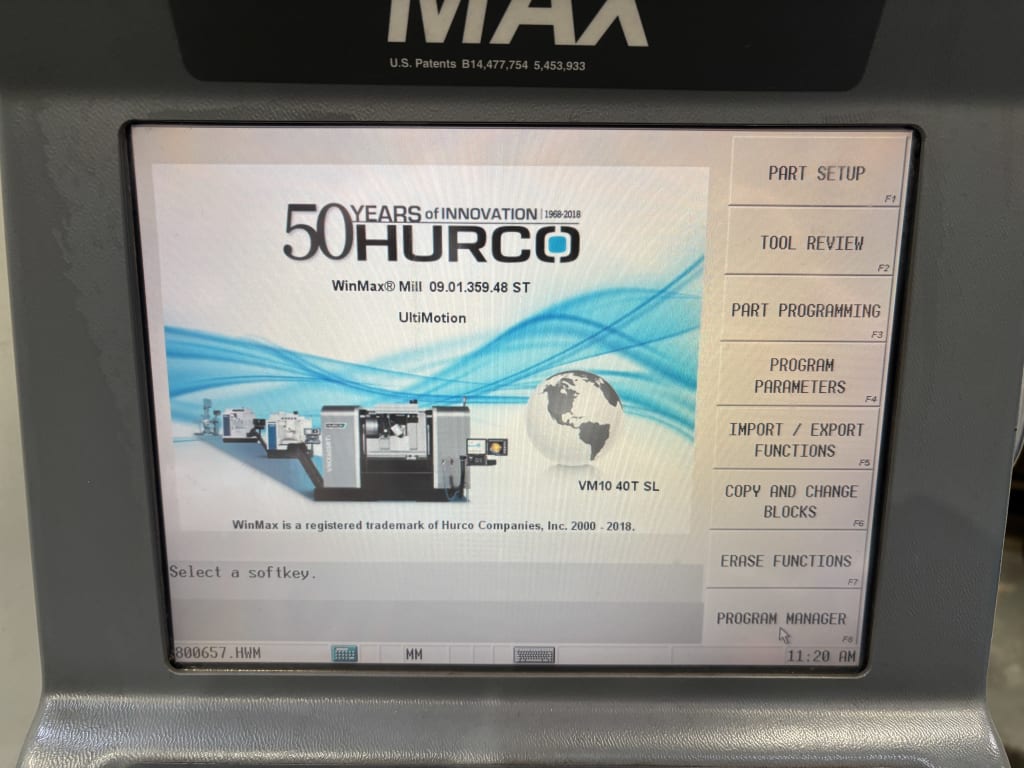 MAX
U.S. Patents B14,477,754 5,453,933
50 YEARS of INNOVATION | 1968-2018
HURCO
WinMax® Mill 09.01.359.48 ST
UltiMotion
VM10 40T SL
WinMax is a registered trademark of Hurco Companies, Inc. 2000 - 2018.
Select a softkey.
800657.HWM
MM
11:20 AM
PART SETUP
F1
TOOL REVIEW
F2
PART PROGRAMMING
F3
PROGRAM
PARAMETERS
F4
IMPORT / EXPORT
FUNCTIONS
F5
COPY AND CHANGE
BLOCKS
F6
ERASE FUNCTIONS
F7
PROGRAM MANAGER
F8